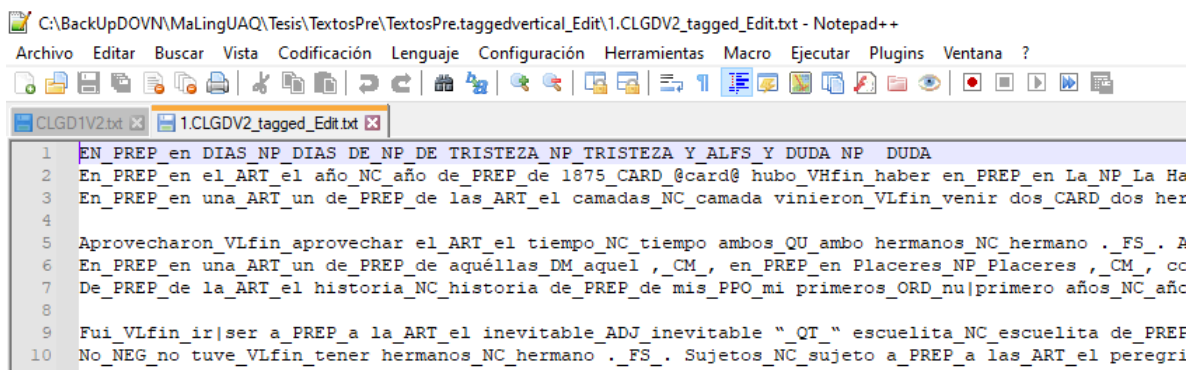 C:\BackUpDOVN\MaLingUAQ\Tesis\TextosPre\TextosPre.taggedvertical_Edit\1.CLGDV2_tagged_Edit.txt - Notepad++
Archivo Editar Buscar Vista Codificación Lenguaje Configuración Herramientas Macro Ejecutar Plugins Ventana ?
CLGD1V2.txt 1.CLGDV2_tagged_Edit.txt
1 EN_PREP_en DIAS_NP_DIAS DE_NP_DE TRISTEZA_NP_TRISTEZA Y_ALFS_Y DUDA NP  DUDA
2 En_PREP_en el_ART_el año_NC_año de_PREP_de 1875_CARD_@card@ hubo_VHfin_haber en_PREP_en La_NP_La Ha
3 En_PREP_en una_ART_un de_PREP_de las_ART_el camadas_NC_camada vinieron_VLfin_venir dos_CARD_dos her
4
5 Aprovecharon_VLfin_aprovechar el_ART_el tiempo_NC_tiempo ambos_QU_ambo hermanos_NC_hermano ._FS_. A
6 En_PREP_en una_ART_un de_PREP_de aquéllas_DM_aquel ,_CM_, en_PREP_en Placeres_NP_Placeres ,_CM_, co
7 De_PREP_de la_ART_el historia_NC_historia de_PREP_de mis_PPO_mi primeros_ORD_nu|primero años_NC_año
8
9 Fui_VLfin_ir|ser a_PREP_a la_ART_el inevitable_ADJ_inevitable “_QT_“ escuelita_NC_escuelita de_PREP
10 No_NEG_no tuve_VLfin_tener hermanos_NC_hermano ._FS_. Sujetos_NC_sujeto a_PREP_a las_ART_el peregri